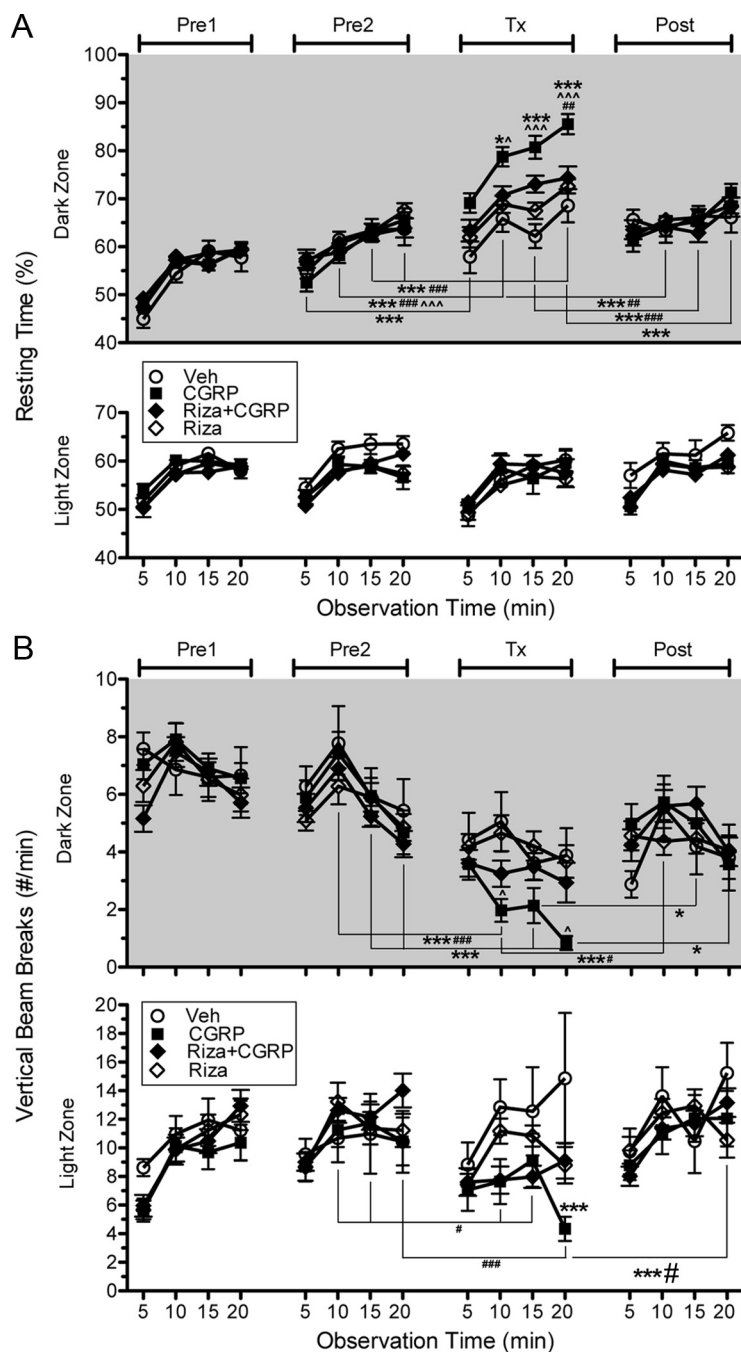 A
Pre1 Pre2 Tx Post
100
90
80
70
60
50
40
Dark Zone
***
^^^
##
***
^^^
*^
***###
***###^^^
***
***##
***###
***
Resting Time (%)
Veh
CGRP
Riza+CGRP
Riza
70
60
50
40
Light Zone
5 10 15 20 5 10 15 20 5 10 15 20 5 10 15 20
Observation Time (min)
B
Pre1 Pre2 Tx Post
10
8
6
4
2
0
Dark Zone
^
^
***###
***
***#
*
*
Vertical Beam Breaks (#/min)
Veh
CGRP
Riza+CGRP
Riza
20
18
16
14
12
10
8
6
4
2
0
Light Zone
***
#
###
***#
5 10 15 20 5 10 15 20 5 10 15 20 5 10 15 20
Observation Time (min)